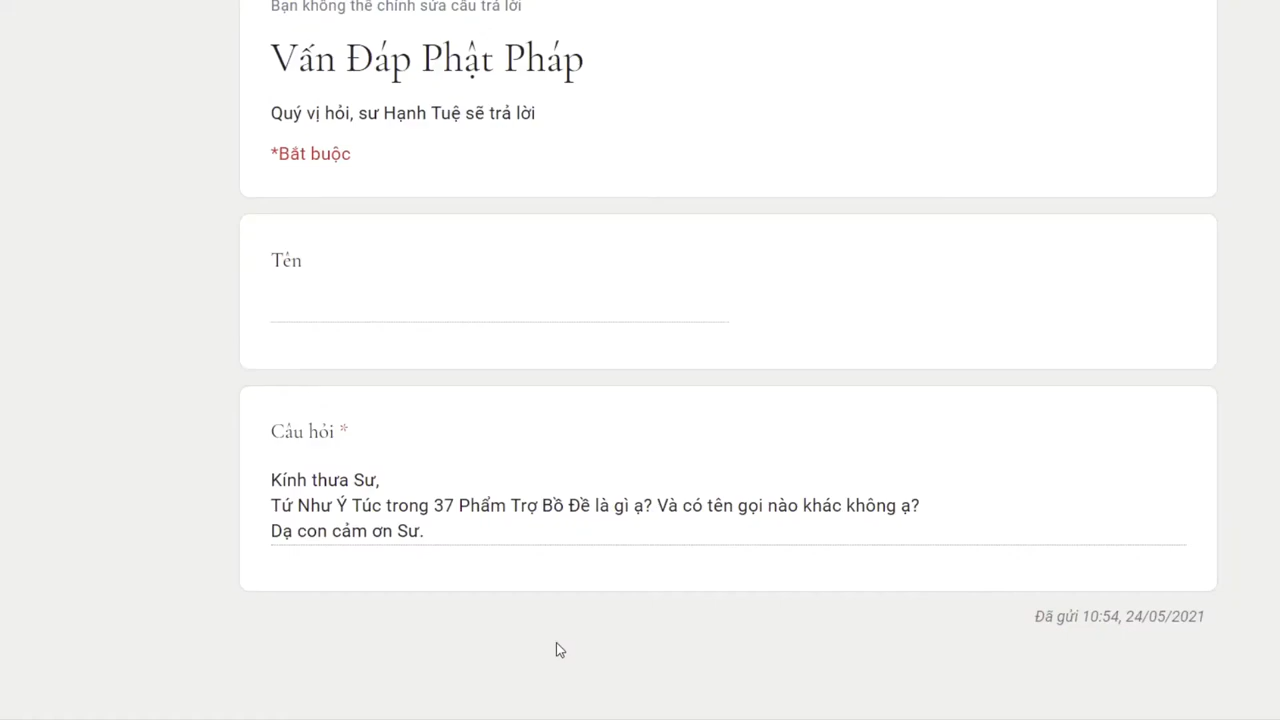 Bạn không thể chỉnh sửa câu trả lời
Vấn Đáp Phật Pháp
Quý vị hỏi, sư Hạnh Tuệ sẽ trả lời
*Bắt buộc
Tên
Câu hỏi *
Kính thưa Sư,
Tứ Như Ý Túc trong 37 Phẩm Trợ Bồ Đề là gì ạ? Và có tên gọi nào khác không ạ?
Dạ con cảm ơn Sư.
Đã gửi 10:54, 24/05/2021